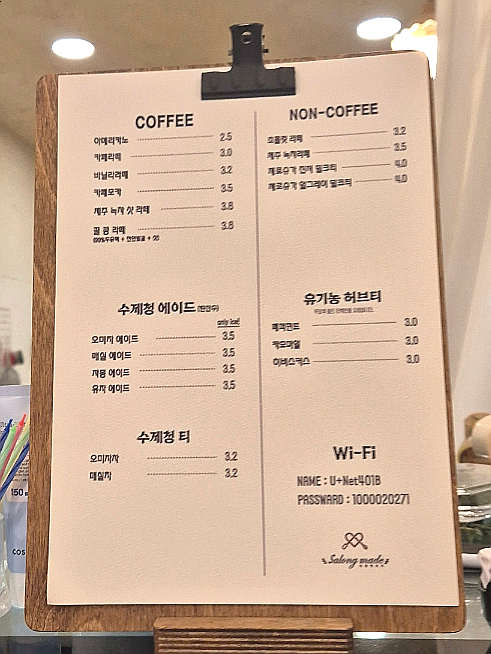 COFFEE
아메리카노 2.5
카페라떼 3.0
바닐라라떼 3.2
카페모카 3.5
제주 녹차 샷 라떼 3.8
꿀 콩 라떼 3.8
수제청 에이드
only ice!
오미자 에이드 3.5
매실 에이드 3.5
자몽 에이드 3.5
유자 에이드 3.5
수제청 티
오미자차 3.2
매실차 3.2
NON-COFFEE
초콜릿 라떼 3.2
제주 녹차라떼 3.5
제로슈가 진저 밀크티 4.0
제로슈가 얼그레이 밀크티 4.0
유기농 허브티
페퍼민트 3.0
캐모마일 3.0
히비스커스 3.0
Wi-Fi
NAME : U+Net401B
PASSWARD : 1000020271
Salong made
150
cos